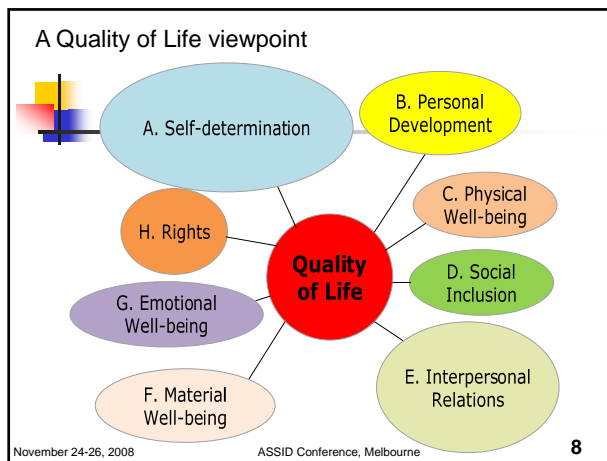 A Quality of Life viewpoint
A. Self-determination
B. Personal
Development
C. Physical
Well-being
H. Rights
Quality
of Life
D. Social
Inclusion
G. Emotional
Well-being
E. Interpersonal
Relations
F. Material
Well-being
November 24-26, 2008
ASSID Conference, Melbourne
8